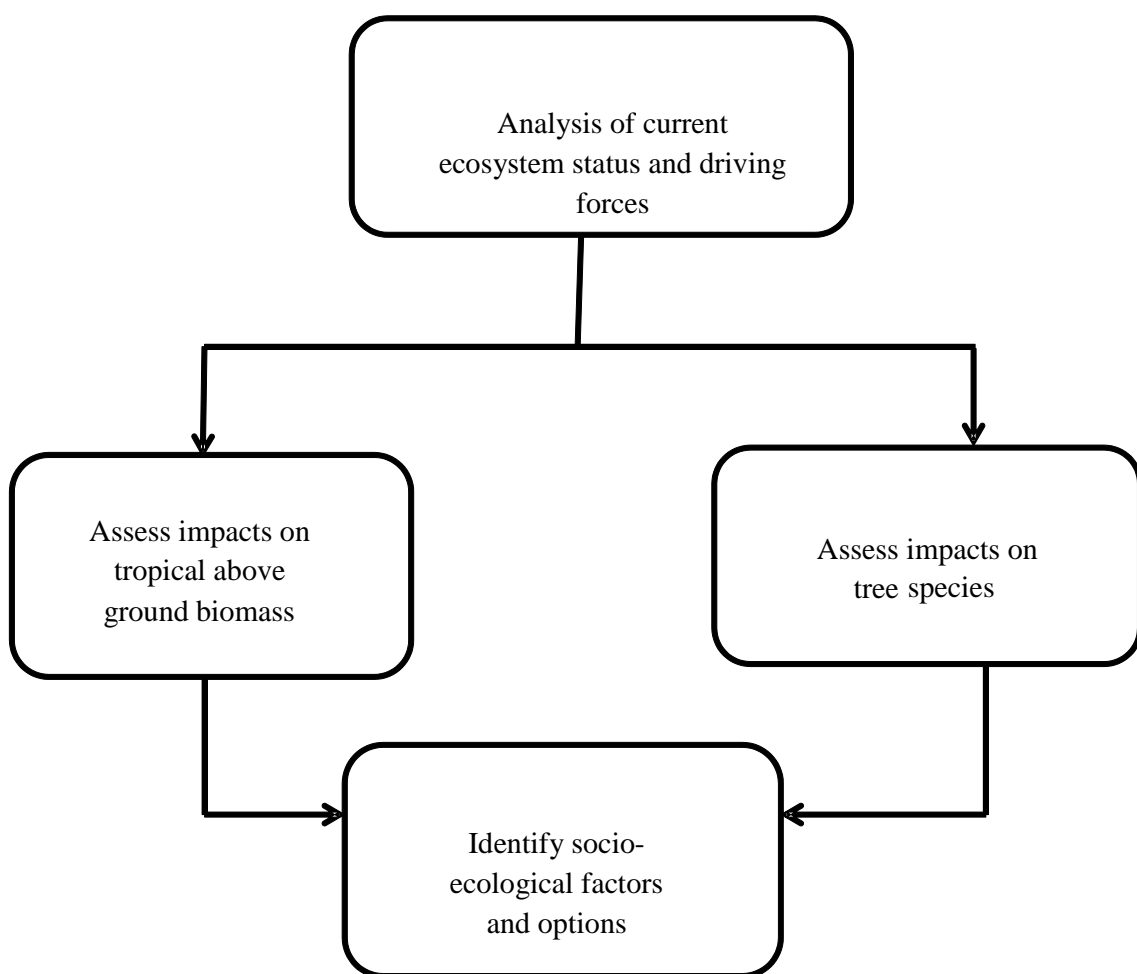 Analysis of current
ecosystem status and driving
forces
Assess impacts on
tropical above
ground biomass
Assess impacts on
tree species
Identify socio-
ecological factors
and options